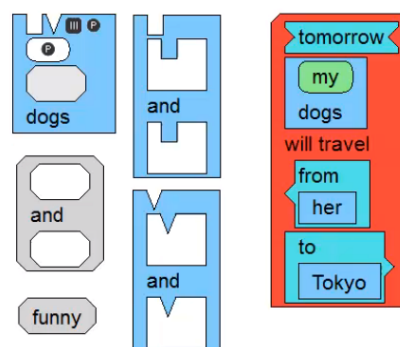 P
P
dogs
and
funny
and
and
tomorrow
my
dogs
will travel
from
her
to
Tokyo